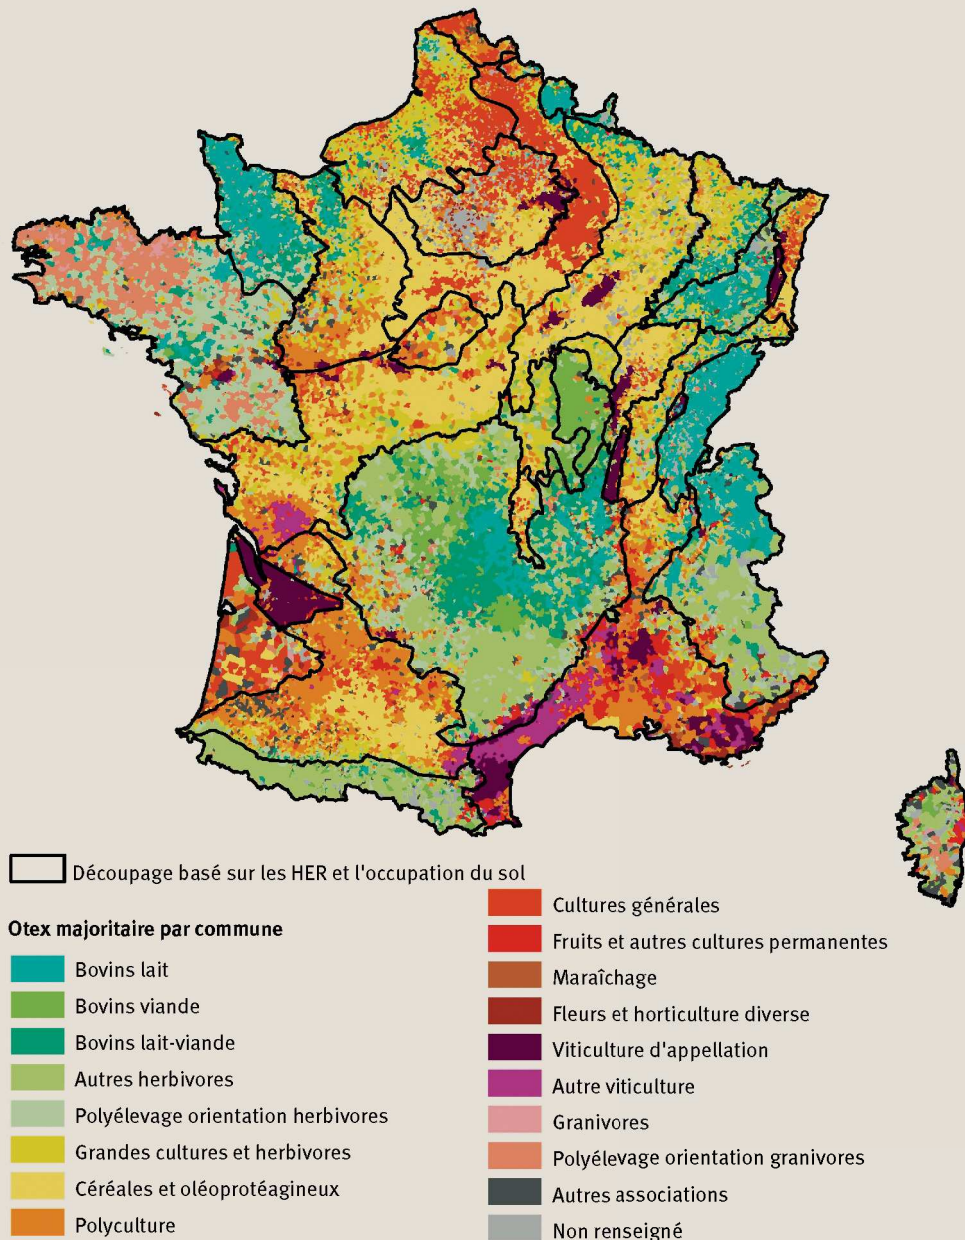 Découpage basé sur les HER et l'occupation du sol
Otex majoritaire par commune
Bovins lait
Bovins viande
Bovins lait-viande
Autres herbivores
Polyélevage orientation herbivores
Grandes cultures et herbivores
Céréales et oléoprotéagineux
Polyculture
Cultures générales
Fruits et autres cultures permanentes
Maraîchage
Fleurs et horticulture diverse
Viticulture d'appellation
Autre viticulture
Granivores
Polyélevage orientation granivores
Autres associations
Non renseigné